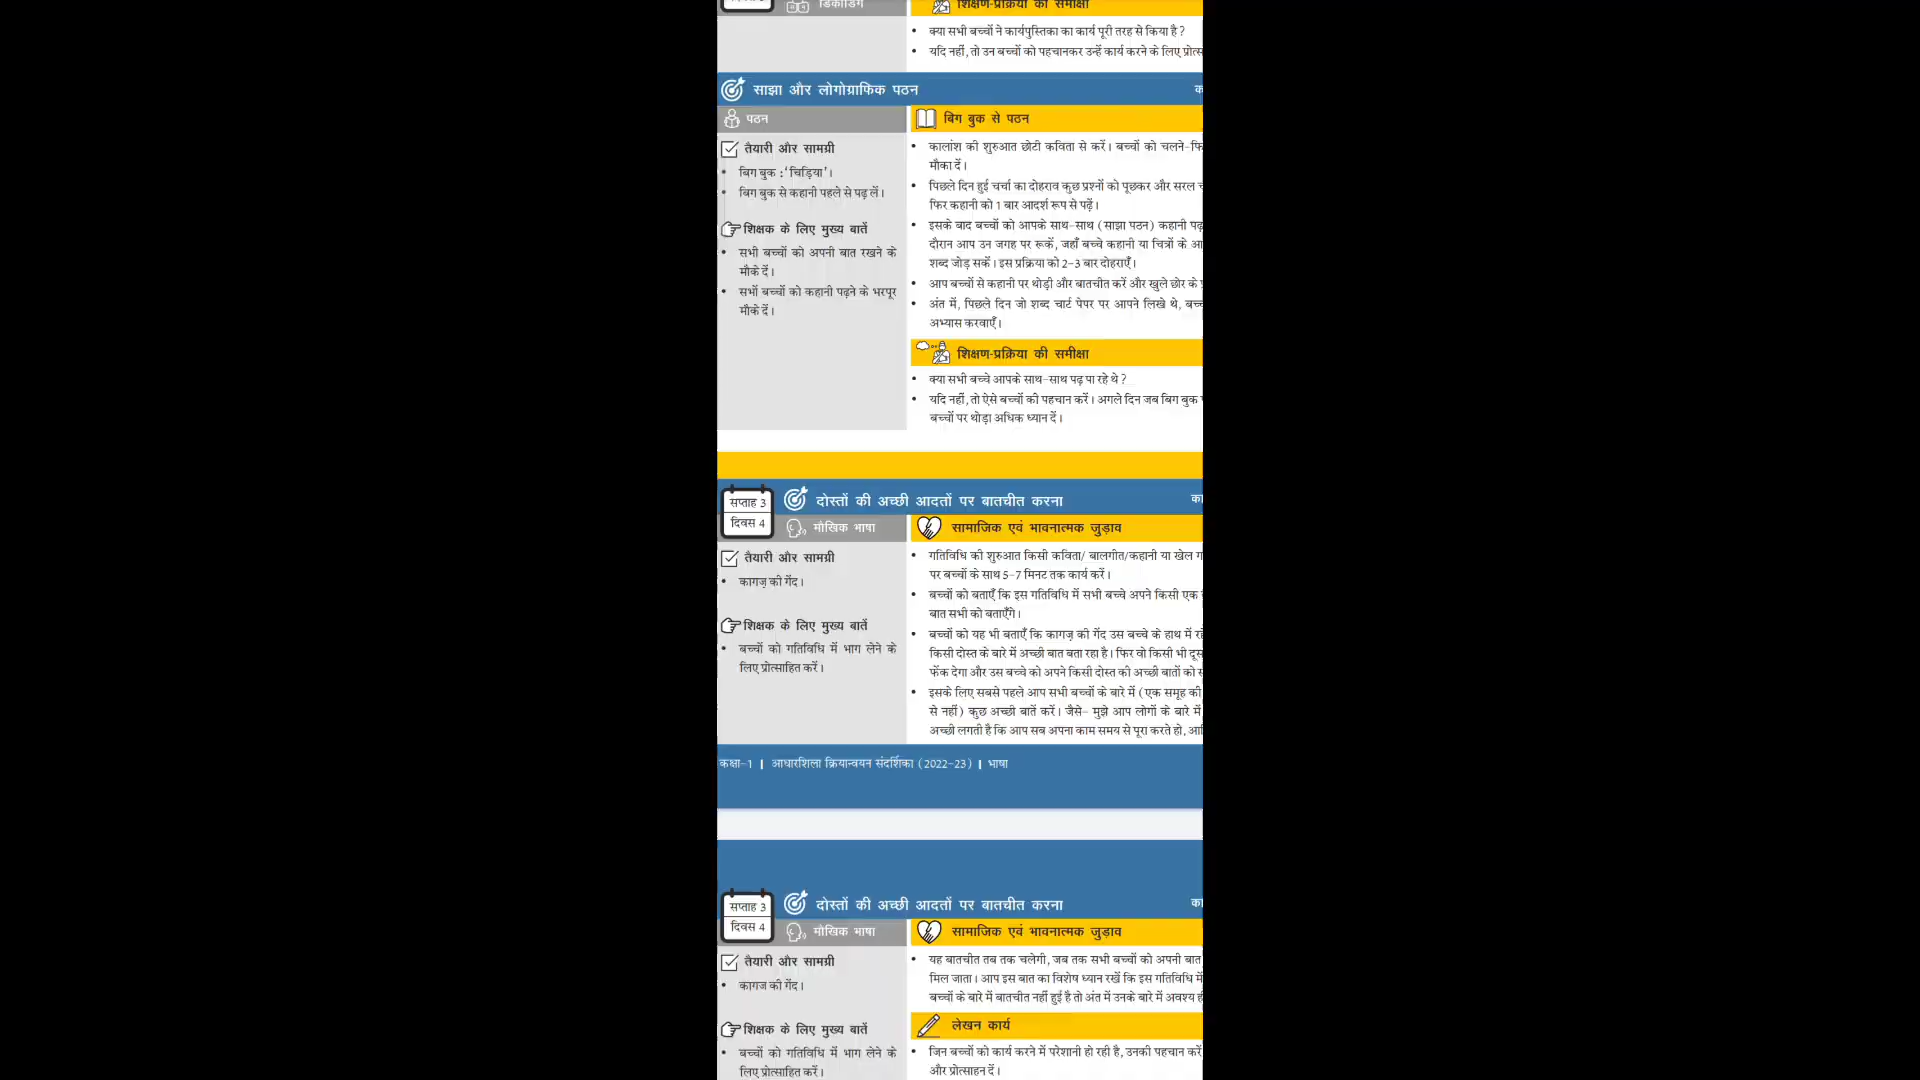 डिकोडिंग
शिक्षण-प्रक्रिया की समीक्षा
• क्या सभी बच्चों ने कार्यपुस्तिका का कार्य पूरी तरह से किया है?
• यदि नहीं, तो उन बच्चों को पहचानकर उन्हें कार्य करने के लिए
साझा और लोगोग्राफिक पठन
पठन
तैयारी और सामग्री
• बिग बुक :‘चिड़िया’।
• बिग बुक से कहानी पहले से पढ़ लें।
शिक्षक के लिए मुख्य बातें
• सभी बच्चों को अपनी बात रखने के
मौके दें।
• सभी बच्चों को कहानी पढ़ने के भरपूर
मौके दें।
बिग बुक से पठन
• कालांश की शुरुआत छोटी कविता से करें। बच्चों को
मौका दें।
• पिछले दिन हुई चर्चा का दोहराव कुछ प्रश्नों को पूछकर और सरल
फिर कहानी को 1 बार आदर्श रूप से पढ़ें।
• इसके बाद बच्चों को आपके साथ-साथ (साझा पठन) कहानी
दौरान आप उन जगह पर रूकें, जहाँ बच्चे कहानी या चित्रों के
शब्द जोड़ सकें। इस प्रक्रिया को 2-3 बार दोहराएँ।
• आप बच्चों से कहानी पर थोड़ी और बातचीत करें और खुले छोर के
• अंत में, पिछले दिन जो शब्द चार्ट पेपर पर आपने लिखे थे,
अभ्यास करवाएँ।
शिक्षण-प्रक्रिया की समीक्षा
• क्या सभी बच्चे आपके साथ-साथ पढ़ पा रहे थे?
• यदि नहीं, तो ऐसे बच्चों की पहचान करें। अगले दिन जब बिग बुक
बच्चों पर थोड़ा अधिक ध्यान दें।
सप्ताह 3
दिवस 4
दोस्तों की अच्छी आदतों पर बातचीत करना
मौखिक भाषा
तैयारी और सामग्री
• कागज़ की गेंद।
शिक्षक के लिए मुख्य बातें
• बच्चों को गतिविधि में भाग लेने के
लिए प्रोत्साहित करें।
सामाजिक एवं भावनात्मक जुड़ाव
• गतिविधि की शुरुआत किसी कविता/ बालगीत/कहानी या खेल
पर बच्चों के साथ 5-7 मिनट तक कार्य करें।
• बच्चों को बताएँ कि इस गतिविधि में सभी बच्चे अपने किसी एक
बात सभी को बताएँगे।
• बच्चों को यह भी बताएँ कि कागज़ की गेंद उस बच्चे के हाथ में
किसी दोस्त के बारे में अच्छी बात बता रहा है। फिर वो किसी भी
फेंक देगा और उस बच्चे को अपने किसी दोस्त की अच्छी बातों को
• इसके लिए सबसे पहले आप सभी बच्चों के बारे में (एक समूह की
से नहीं) कुछ अच्छी बातें करें। जैसे- मुझे आप लोगों के बारे में
अच्छी लगती है कि आप सब अपना काम समय से पूरा करते हो,
कक्षा-1 | आधारशिला क्रियान्वयन संदर्शिका (2022-23) | भाषा
सप्ताह 3
दिवस 4
दोस्तों की अच्छी आदतों पर बातचीत करना
मौखिक भाषा
तैयारी और सामग्री
• कागज की गेंद।
शिक्षक के लिए मुख्य बातें
• बच्चों को गतिविधि में भाग लेने के
लिए प्रोत्साहित करें।
सामाजिक एवं भावनात्मक जुड़ाव
• यह बातचीत तब तक चलेगी, जब तक सभी बच्चों को अपनी बात
मिल जाता। आप इस बात का विशेष ध्यान रखें कि इस गतिविधि में
बच्चों के बारे में बातचीत नहीं हुई है तो अंत में उनके बारे में अवश्य
लेखन कार्य
• जिन बच्चों को कार्य करने में परेशानी हो रही है, उनकी पहचान करें
और प्रोत्साहन दें।